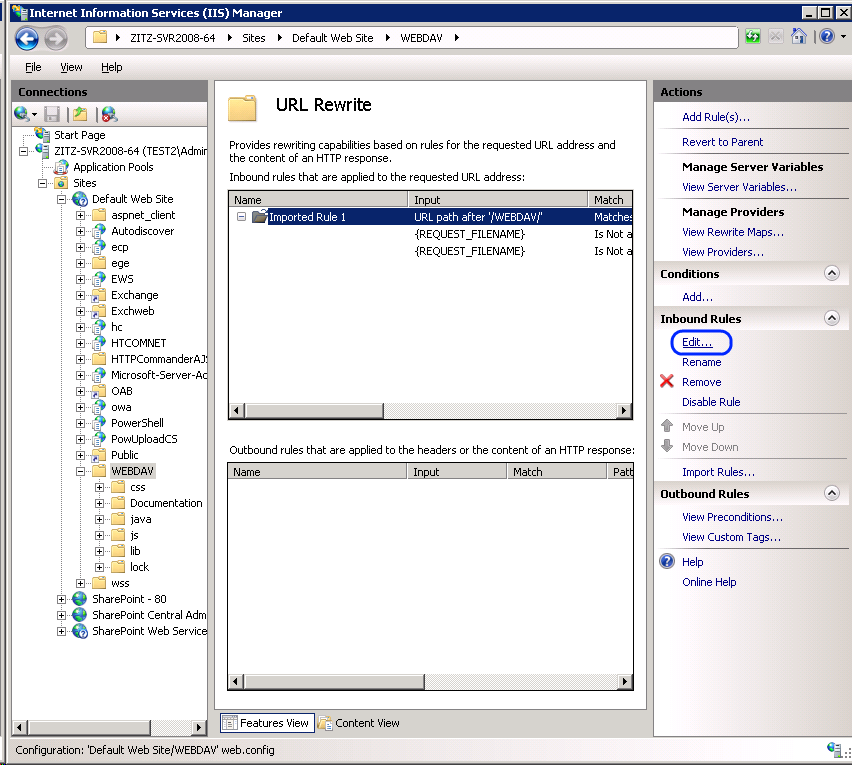 Internet Information Services (IIS) Manager
ZITZ-SVR2008-64 Sites Default Web Site WEBDAV
File View Help
Connections
Start Page
ZITZ-SVR2008-64 (TEST2\Admir
Application Pools
Sites
Default Web Site
aspnet_client
Autodiscover
ecp
ege
EWS
Exchange
Exchweb
hc
HTCOMNET
HTTPCommanderAJS
Microsoft-Server-Ac
OAB
owa
PowerShell
PowUploadCS
Public
WEBDAV
css
Documentation
java
js
lib
lock
wss
SharePoint - 80
SharePoint Central Adm
SharePoint Web Service
URL Rewrite
Provides rewriting capabilities based on rules for the requested URL address and
the content of an HTTP response.
Inbound rules that are applied to the requested URL address:
Name Input Match
Imported Rule 1 URL path after '/WEBDAV/' Matches
{REQUEST_FILENAME} Is Not a
{REQUEST_FILENAME} Is Not a
Outbound rules that are applied to the headers or the content of an HTTP response:
Name Input Match Patt
Features View Content View
Actions
Add Rule(s)...
Revert to Parent
Manage Server Variables
View Server Variables...
Manage Providers
View Rewrite Maps...
View Providers...
Conditions
Add...
Inbound Rules
Edit...
Rename
Remove
Disable Rule
Move Up
Move Down
Import Rules...
Outbound Rules
View Preconditions...
View Custom Tags...
Help
Online Help
Configuration: 'Default Web Site/WEBDAV' web.config